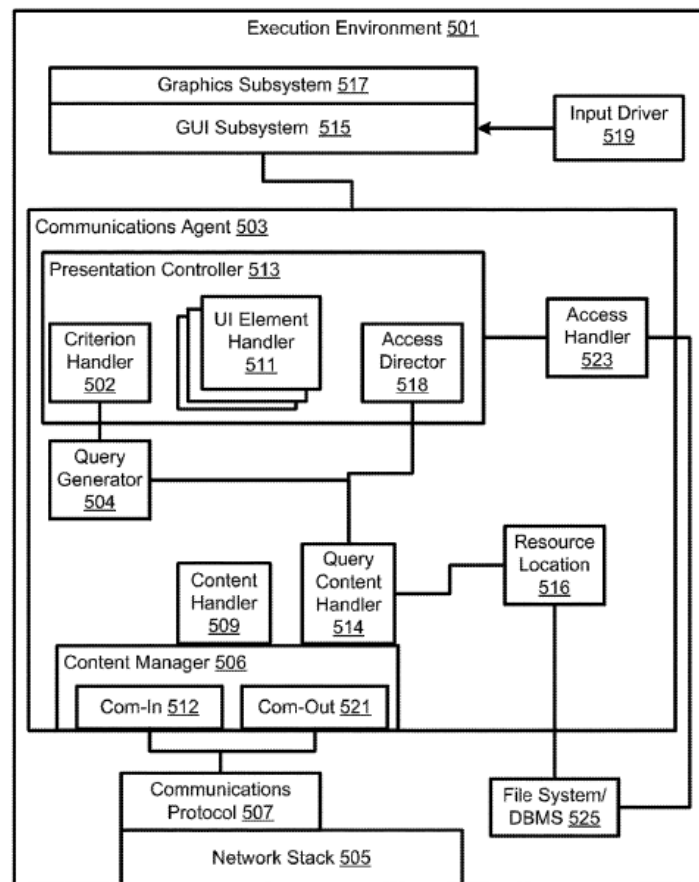 Execution Environment 501
Graphics Subsystem 517
GUI Subsystem 515
Input Driver
519
Communications Agent 503
Presentation Controller 513
Criterion
Handler
502
UI Element
Handler
511
Access
Director
518
Access
Handler
523
Query
Generator
504
Content
Handler
509
Query
Content
Handler
514
Resource
Location
516
Content Manager 506
Com-In 512
Com-Out 521
Communications
Protocol 507
Network Stack 505
File System/
DBMS 525